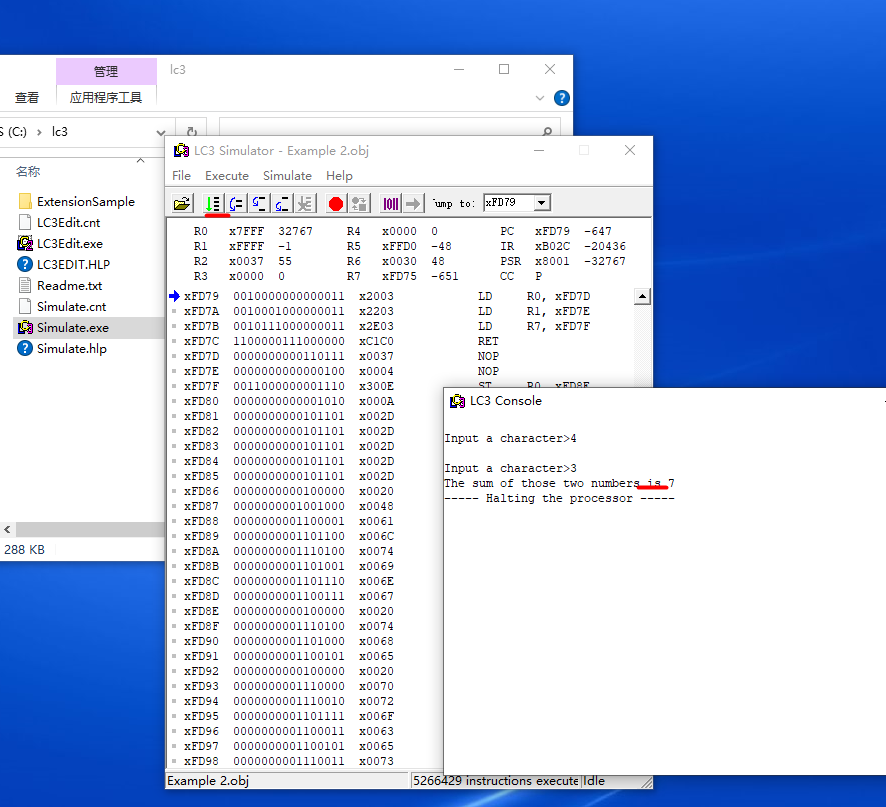 管理
lc3
查看
应用程序工具
S (C:) > lc3
名称
ExtensionSample
LC3Edit.cnt
LC3Edit.exe
LC3EDIT.HLP
Readme.txt
Simulate.cnt
Simulate.exe
Simulate.hlp
288 KB
LC3 Simulator - Example 2.obj
File Execute Simulate Help
Jump to: xFD79
R0 x7FFF 32767 R4 x0000 0 PC xFD79 -647
R1 xFFFF -1 R5 xFFD0 -48 IR xB02C -20436
R2 x0037 55 R6 x0030 48 PSR x8001 -32767
R3 x0000 0 R7 xFD75 -651 CC P
xFD79 0010000000000011 x2003 LD R0, xFD7D
xFD7A 0010001000000011 x2203 LD R1, xFD7E
xFD7B 0010111000000011 x2E03 LD R7, xFD7F
xFD7C 1100000111000000 xC1C0 RET
xFD7D 0000000000110111 x0037 NOP
xFD7E 0000000000000100 x0004 NOP
xFD7F 0011000000001110 x300E ST R0, xFD8E
xFD80 0000000000001010 x000A
xFD81 0000000000101101 x002D
xFD82 0000000000101101 x002D
xFD83 0000000000101101 x002D
xFD84 0000000000101101 x002D
xFD85 0000000000101101 x002D
xFD86 0000000000100000 x0020
xFD87 0000000001001000 x0048
xFD88 0000000001100001 x0061
xFD89 0000000001101100 x006C
xFD8A 0000000001110100 x0074
xFD8B 0000000001101001 x0069
xFD8C 0000000001101110 x006E
xFD8D 0000000001100111 x0067
xFD8E 0000000000100000 x0020
xFD8F 0000000001110100 x0074
xFD90 0000000001101000 x0068
xFD91 0000000001100101 x0065
xFD92 0000000000100000 x0020
xFD93 0000000001110000 x0070
xFD94 0000000001110010 x0072
xFD95 0000000001101111 x006F
xFD96 0000000001100011 x0063
xFD97 0000000001100101 x0065
xFD98 0000000001110011 x0073
Example 2.obj 5266429 instructions execute Idle
LC3 Console
Input a character>4
Input a character>3
The sum of those two numbers is 7
----- Halting the processor -----